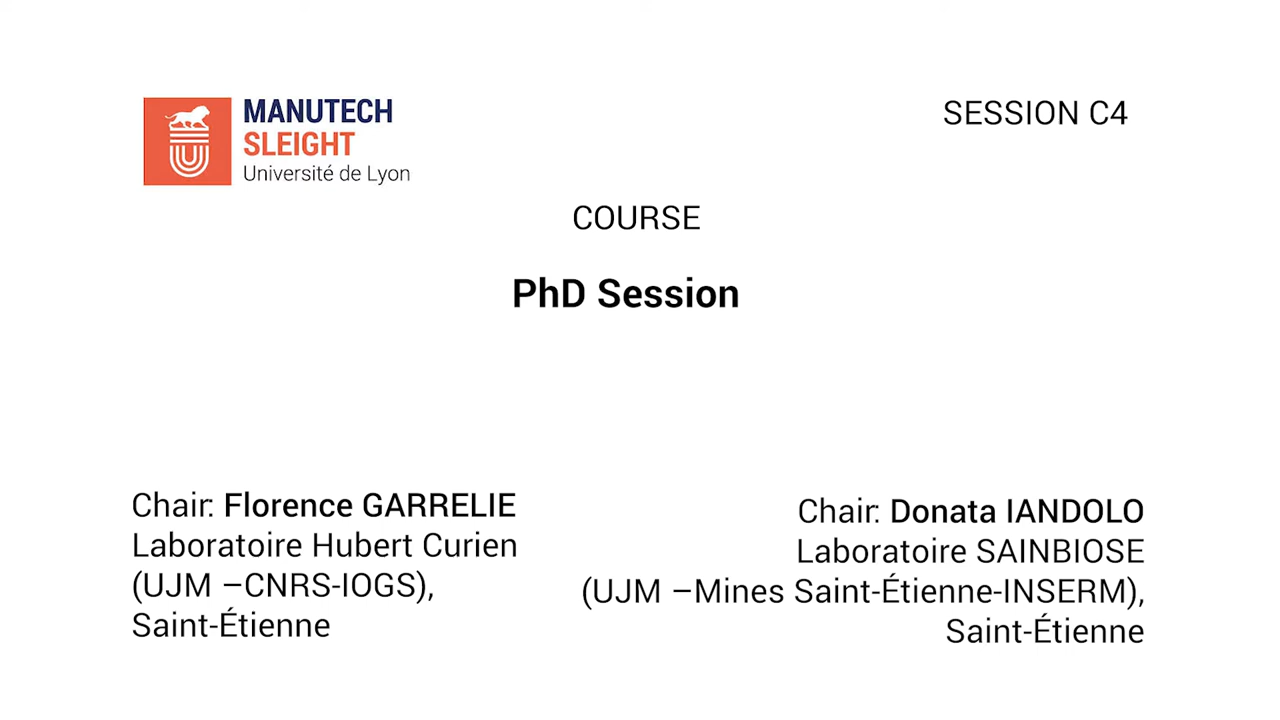 MANUTECH
SLEIGHT
Université de Lyon
SESSION C4
COURSE
PhD Session
Chair: Florence GARRELIE
Laboratoire Hubert Curien
(UJM –CNRS-IOGS),
Saint-Étienne
Chair: Donata IANDOLO
Laboratoire SAINBIOSE
(UJM –Mines Saint-Étienne-INSERM),
Saint-Étienne